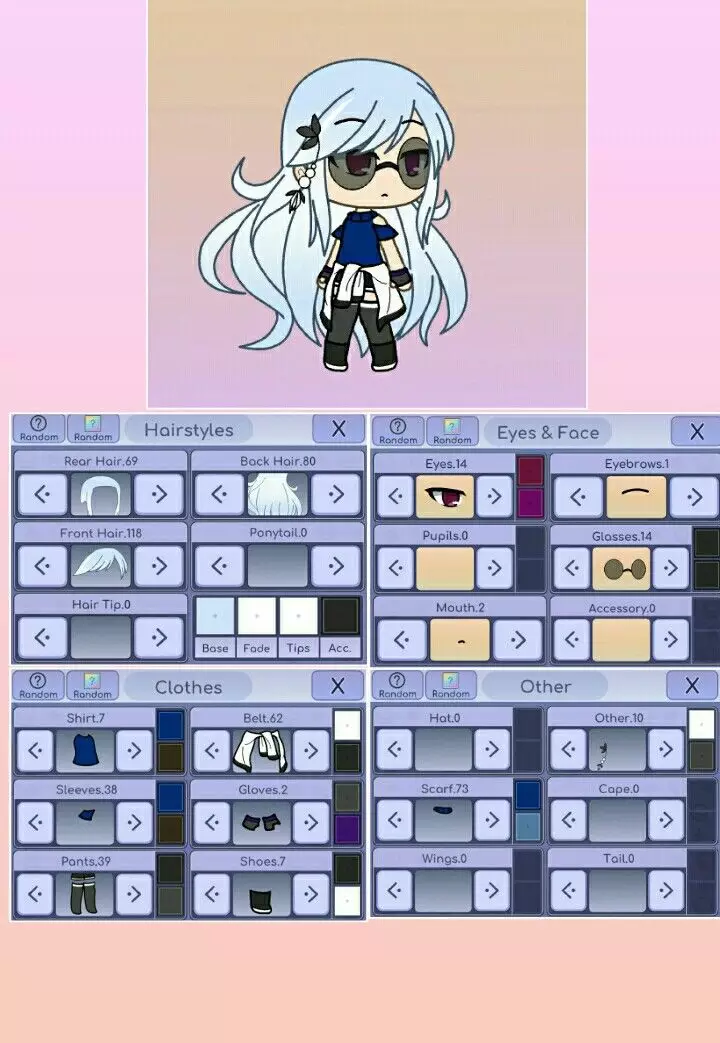 ? ? Hairstyles X
Random Random
Rear Hair.69 Back Hair.80
< > < >
Front Hair.118 Ponytail.0
< > < >
Hair Tip.0
< >
Base Fade Tips Acc.
? ? Eyes & Face X
Random Random
Eyes.14 Eyebrows.1
< > < >
Pupils.0 Glasses.14
< > < >
Mouth.2 Accessory.0
< > < >
? ? Clothes X
Random Random
Shirt.7 Belt.62
< > < >
Sleeves.38 Gloves.2
< > < >
Pants.39 Shoes.7
< > < >
? ? Other X
Random Random
Hat.0 Other.10
< > < >
Scarf.73 Cape.0
< > < >
Wings.0 Tail.0
< > < >